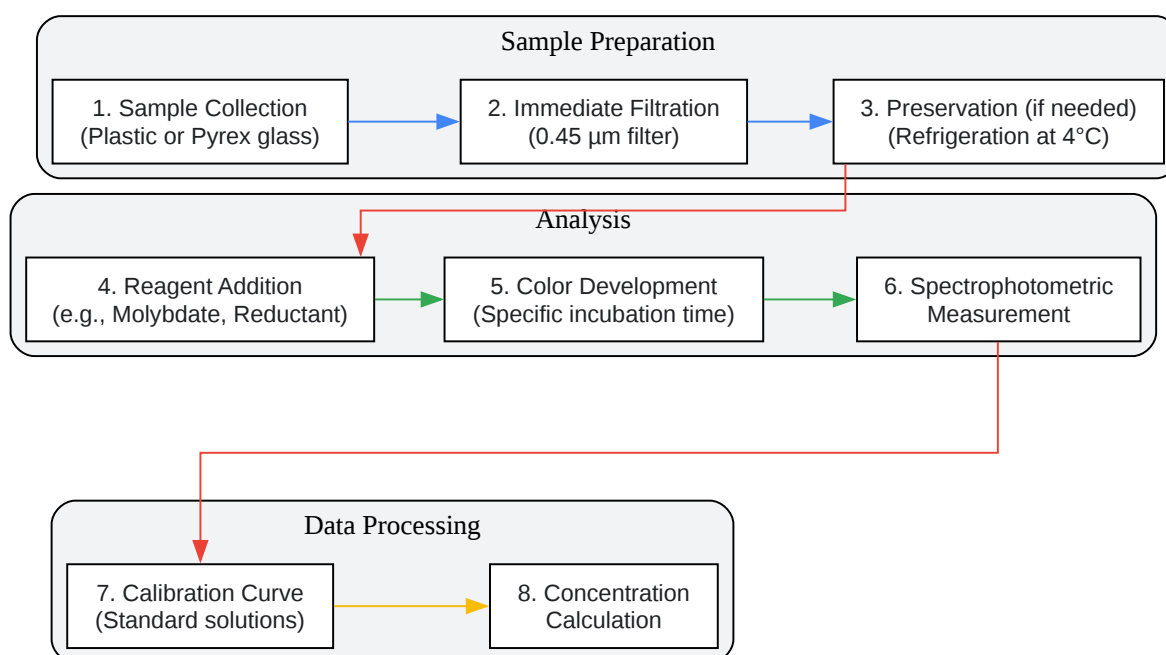 Sample Preparation
1. Sample Collection
(Plastic or Pyrex glass)
2. Immediate Filtration
(0.45 µm filter)
3. Preservation (if needed)
(Refrigeration at 4°C)
Analysis
4. Reagent Addition
(e.g., Molybdate, Reductant)
5. Color Development
(Specific incubation time)
6. Spectrophotometric
Measurement
Data Processing
7. Calibration Curve
(Standard solutions)
8. Concentration
Calculation